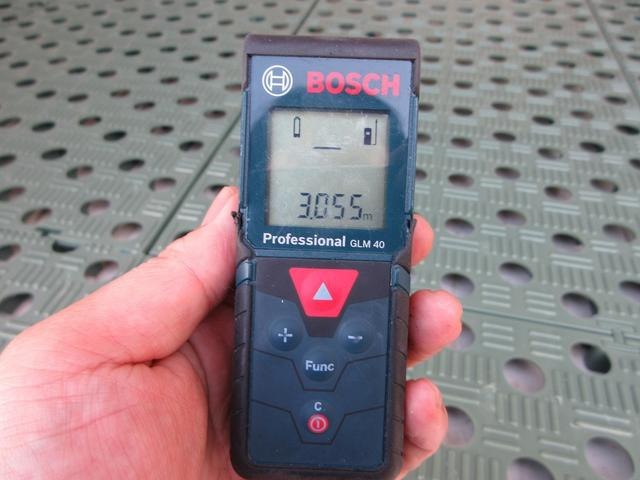 BOSCH
3.055m
Professional GLM 40
+ -
Func
C